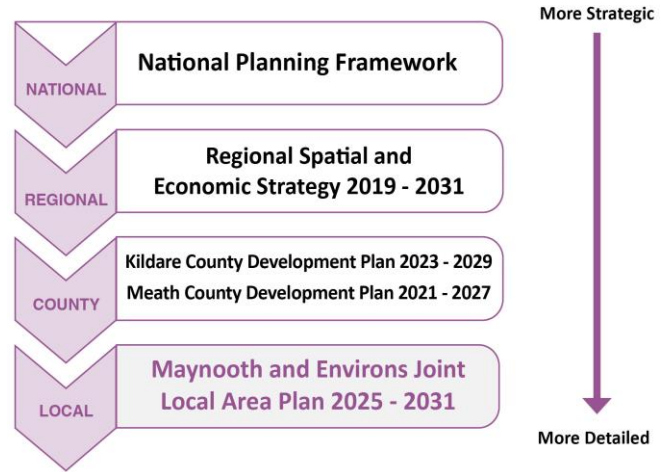 More Strategic
National Planning Framework
NATIONAL
Regional Spatial and
Economic Strategy 2019 - 2031
REGIONAL
Kildare County Development Plan 2023 - 2029
Meath County Development Plan 2021 - 2027
COUNTY
Maynooth and Environs Joint
Local Area Plan 2025 - 2031
LOCAL
More Detailed